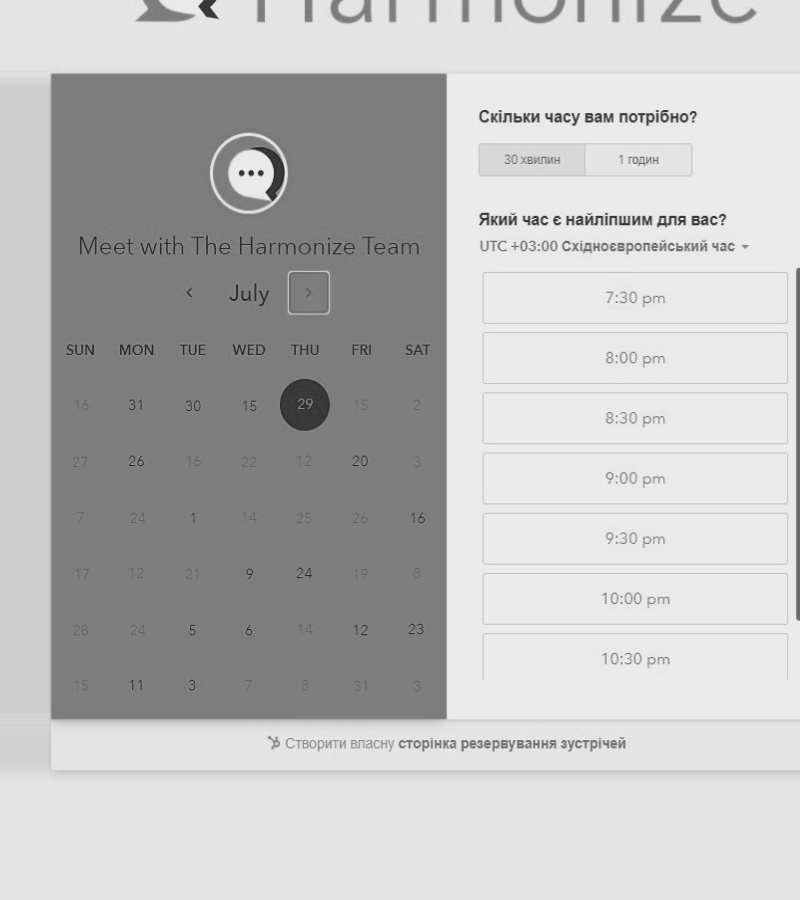 Harmonize
Meet with The Harmonize Team
July
SUN MON TUE WED THU FRI SAT
16 31 30 15 29 15 2
27 26 16 22 12 20 3
7 24 1 14 25 26 16
17 12 21 9 24 19 8
28 24 5 6 14 12 23
15 11 3 7 8 31 3
Скільки часу вам потрібно?
30 хвилин 1 годин
Який час є найліпшим для вас?
UTC +03:00 Східноєвропейський час
7:30 pm
8:00 pm
8:30 pm
9:00 pm
9:30 pm
10:00 pm
10:30 pm
Створити власну сторінка резервування зустрічей